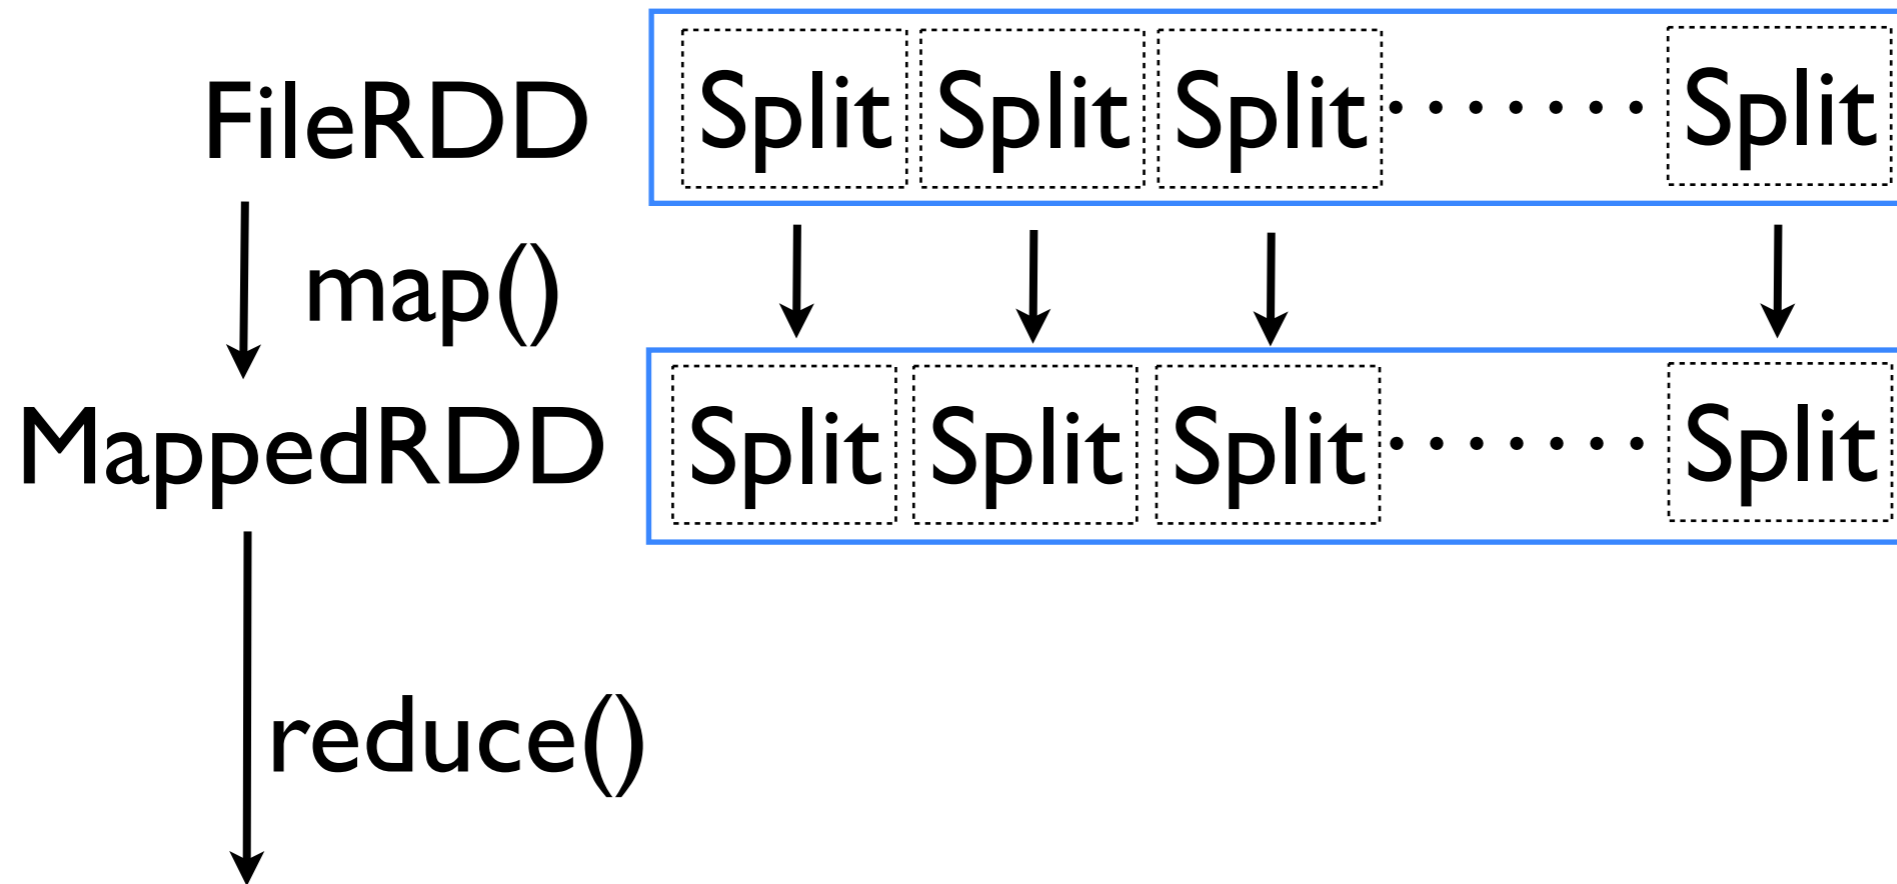 FileRDD Split Split Split ....... Split
map()
MappedRDD Split Split Split ....... Split
reduce()